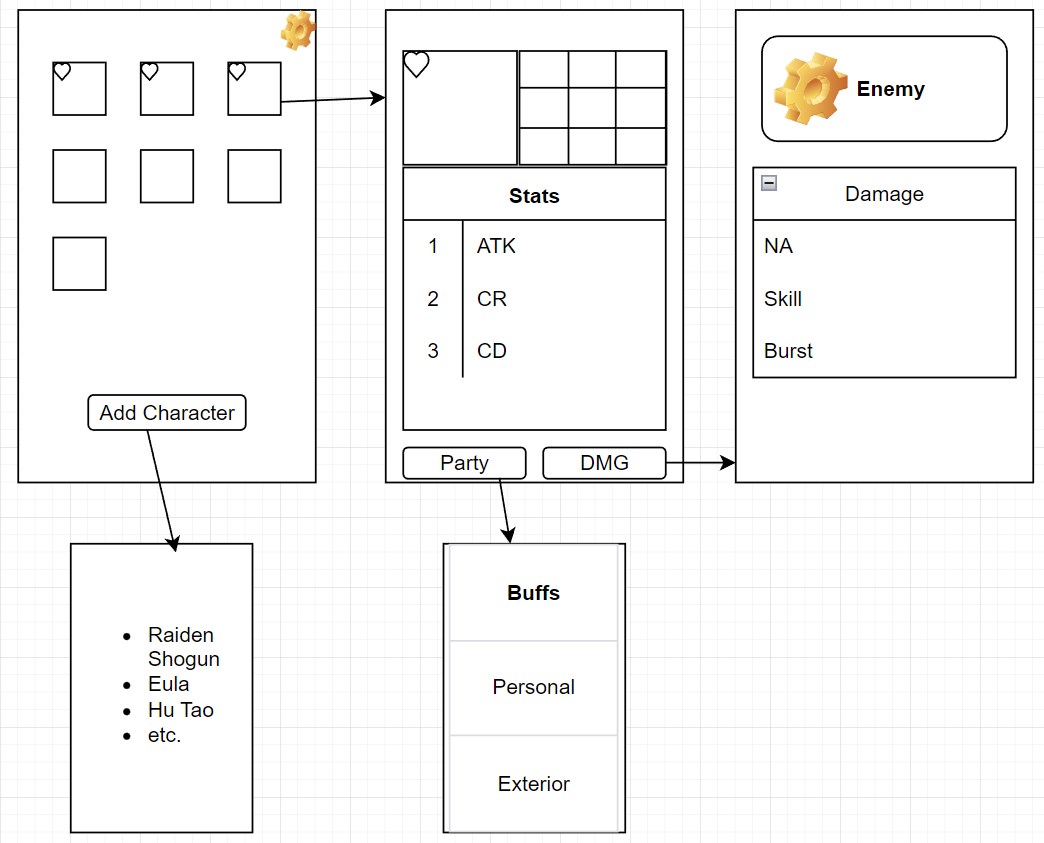 Add Character
Raiden
Shogun
Eula
Hu Tao
etc.
Stats
1 ATK
2 CR
3 CD
Party
DMG
Buffs
Personal
Exterior
Enemy
Damage
NA
Skill
Burst